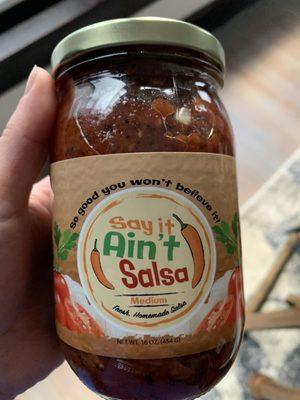 So good you won't believe it!
Say it
Ain't
Salsa
Medium
Fresh, Homemade Salsa
NET WT. 16 OZ. (454 G)